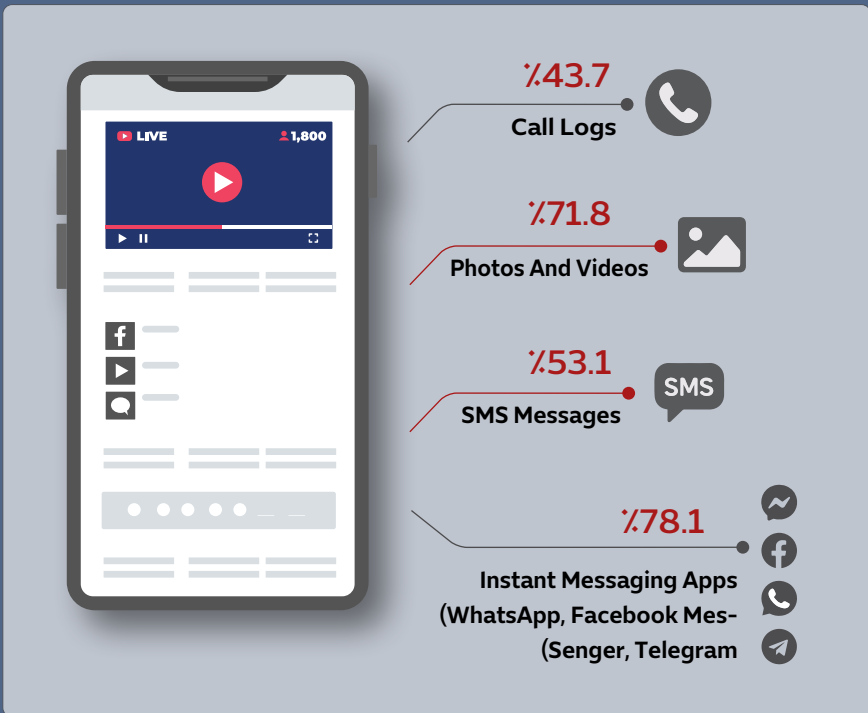 LIVE
1,800
٪43.7
Call Logs
٪71.8
Photos And Videos
٪53.1
SMS
SMS Messages
٪78.1
Instant Messaging Apps
(WhatsApp, Facebook Mes-
(Senger, Telegram